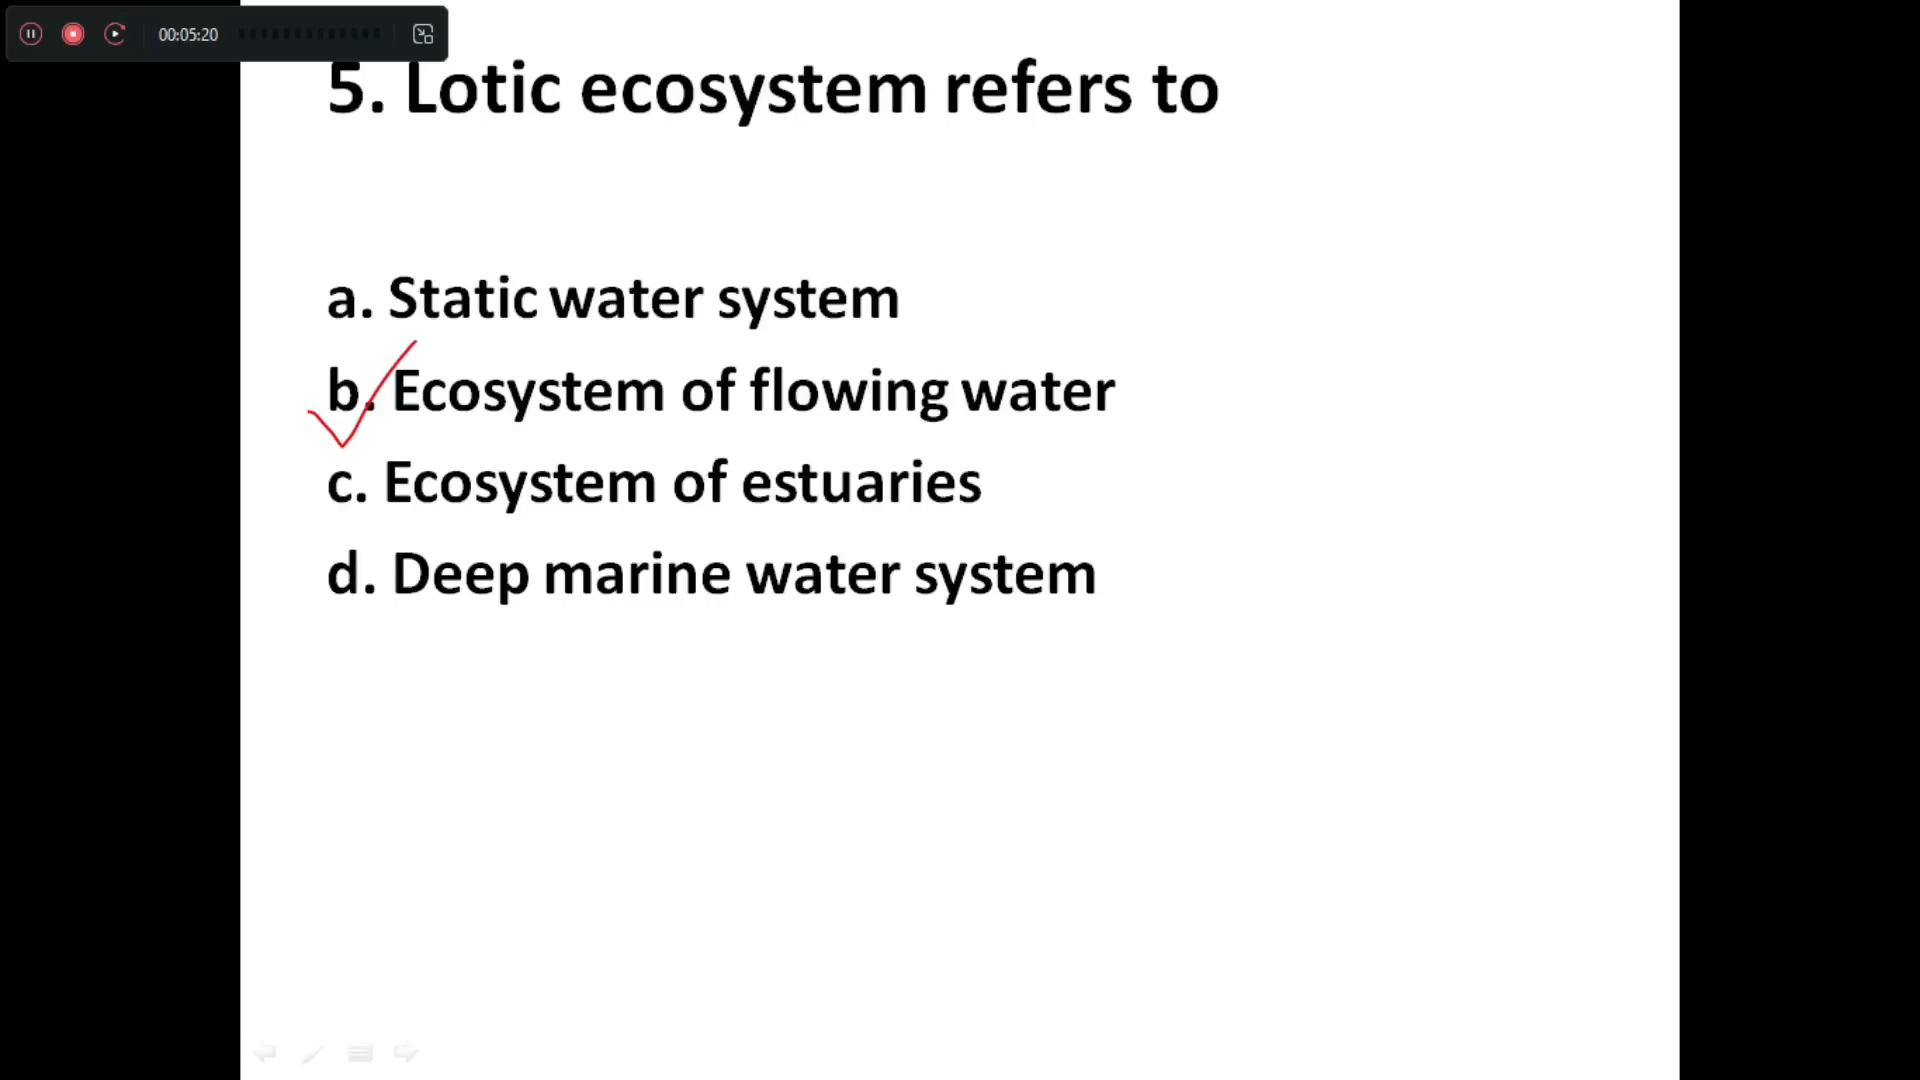 00:05:20
5. Lotic ecosystem refers to
a. Static water system
b. Ecosystem of flowing water
c. Ecosystem of estuaries
d. Deep marine water system